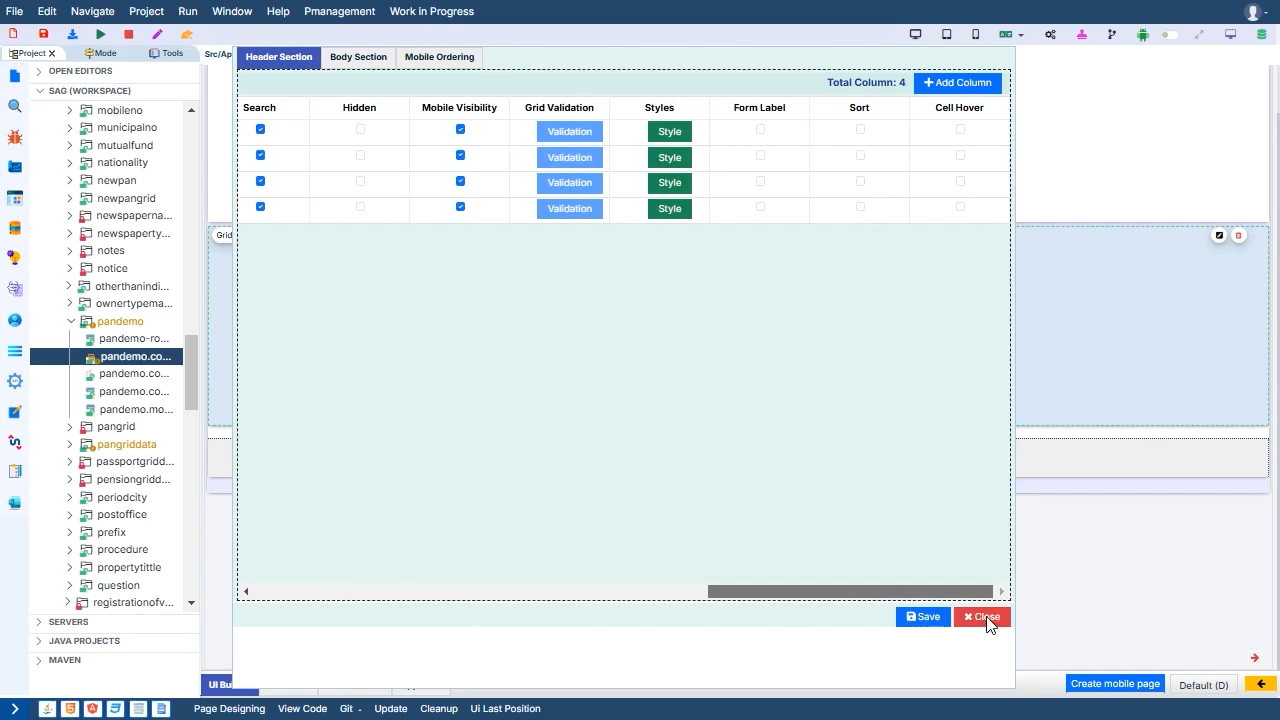 File Edit Navigate Project Run Window Help Pmanagement Work in Progress
Project Mode Tools Src/Ap
Header Section Body Section Mobile Ordering
OPEN EDITORS
SAG (WORKSPACE)
Total Column: 4 Add Column
Search Hidden Mobile Visibility Grid Validation Styles Form Label Sort Cell Hover
Validation Style
Validation Style
Validation Style
Validation Style
Grid
mobileno
municipalno
mutualfund
nationality
newpan
newpangrid
newspaperna...
newspaperty...
notes
notice
otherthanindi...
ownertypema...
pandemo
pandemo-ro...
pandemo.co...
pandemo.co...
pandemo.co...
pandemo.mo...
pangrid
pangriddata
passportgridd...
pensiongridd...
periodcity
postoffice
prefix
procedure
propertytittle
question
registrationofv...
SERVERS
JAVA PROJECTS
MAVEN
Save Close
UI Bu
Create mobile page Default (D)
Page Designing View Code Git Update Cleanup Ui Last Position